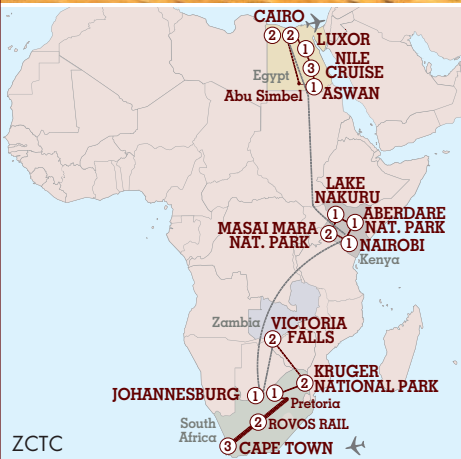 CAIRO
2
2
LUXOR
1
NILE
CRUISE
3
Egypt
Abu Simbel
1
ASWAN
LAKE
NAKURU
1
1
ABERDARE
NAT. PARK
MASAI MARA
NAT. PARK
2
1
NAIROBI
Kenya
Zambia
VICTORIA
FALLS
2
KRUGER
NATIONAL PARK
2
JOHANNESBURG
1
1
Pretoria
South
Africa
2
ROVOS RAIL
3
CAPE TOWN
ZCTC